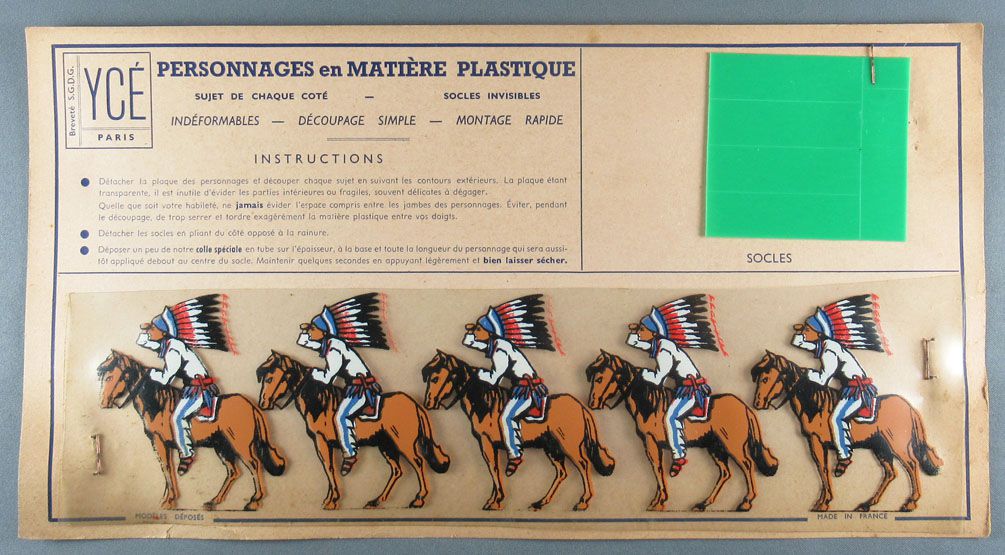 Breveté S.G.D.G.
YCÉ
PARIS
PERSONNAGES en MATIÈRE PLASTIQUE
SUJET DE CHAQUE COTÉ — SOCLES INVISIBLES
INDÉFORMABLES — DÉCOUPAGE SIMPLE — MONTAGE RAPIDE
INSTRUCTIONS
● Détacher la plaque des personnages et découper chaque sujet en suivant les contours extérieurs. La plaque étant
transparente, il est inutile d'évider les parties intérieures ou fragiles, souvent délicates à dégager.
Quelle que soit votre habileté, ne jamais évider l'espace compris entre les jambes des personnages. Éviter, pendant
le découpage, de trop serrer et tordre exagérément la matière plastique entre vos doigts.
● Détacher les socles en pliant du côté opposé à la rainure.
● Déposer un peu de notre colle spéciale en tube sur l'épaisseur, à la base et toute la longueur du personnage qui sera aussi-
tôt appliqué debout au centre du socle. Maintenir quelques secondes en appuyant légèrement et bien laisser sécher.
SOCLES
MODÈLES DÉPOSÉS
MADE IN FRANCE